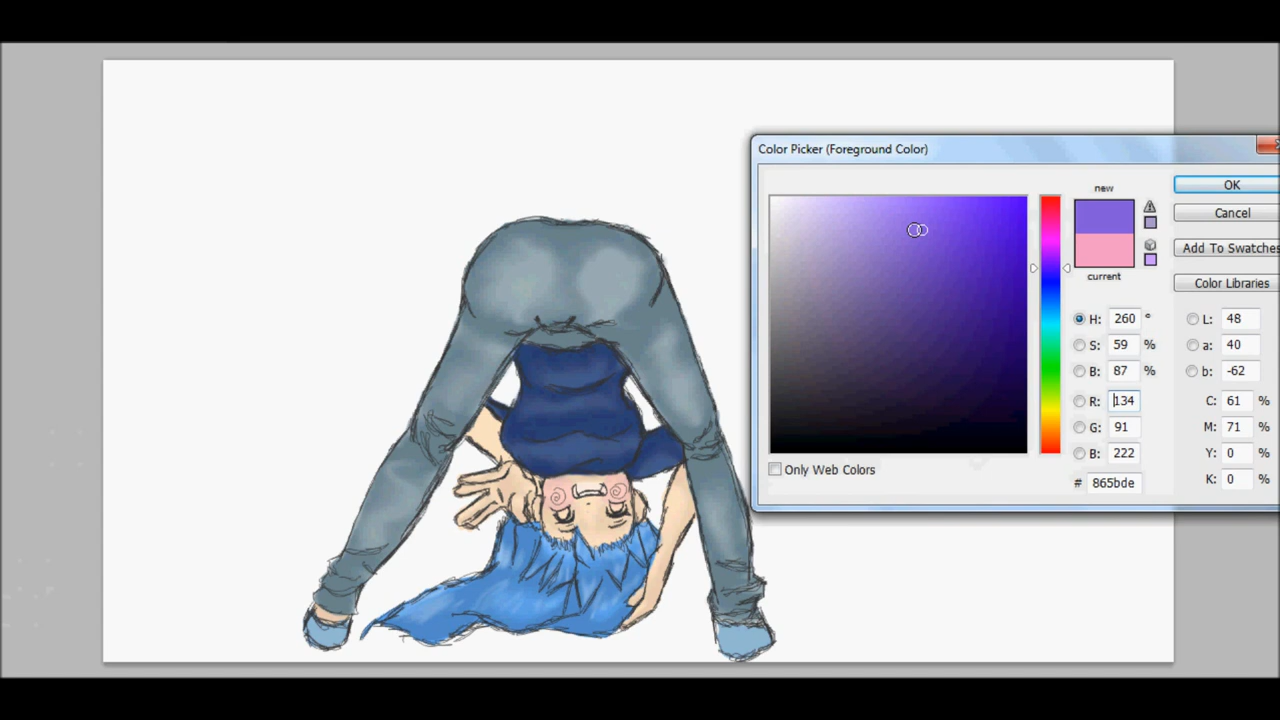 Color Picker (Foreground Color)
new
current
OK
Cancel
Add To Swatches
Color Libraries
H: 260 °
S: 59 %
B: 87 %
R: 134
G: 91
B: 222
# 865bde
L: 48
a: 40
b: -62
C: 61 %
M: 71 %
Y: 0 %
K: 0 %
Only Web Colors